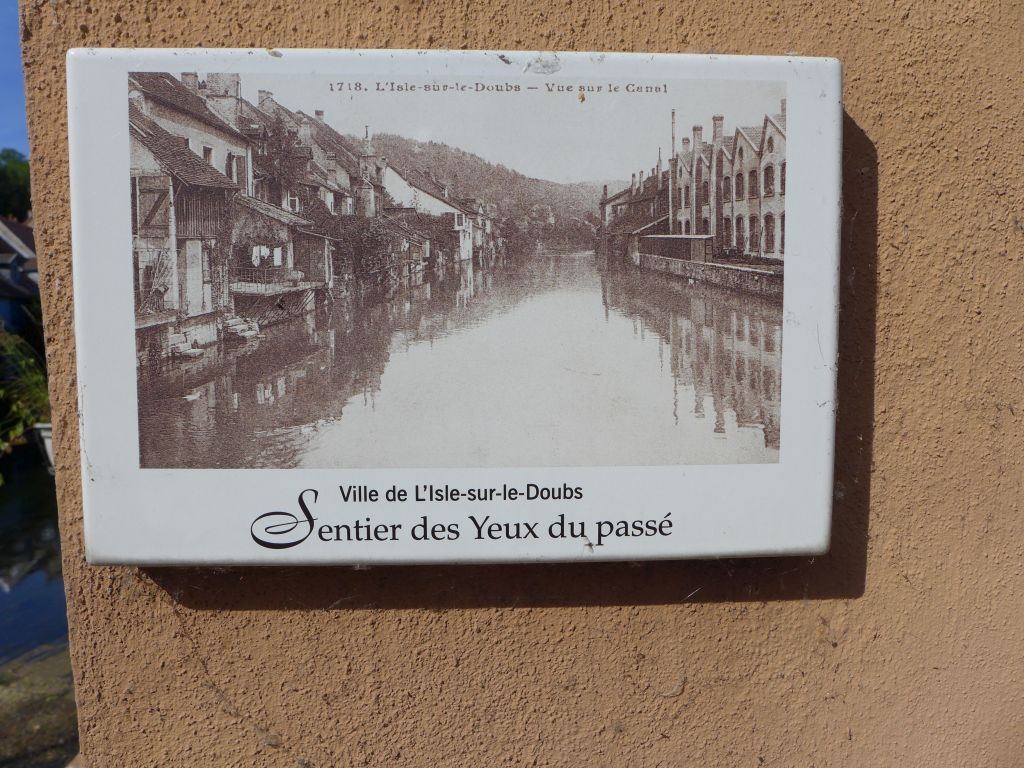 1718. L'Isle-sur-le-Doubs — Vue sur le Canal
Ville de L'Isle-sur-le-Doubs
Sentier des Yeux du passé